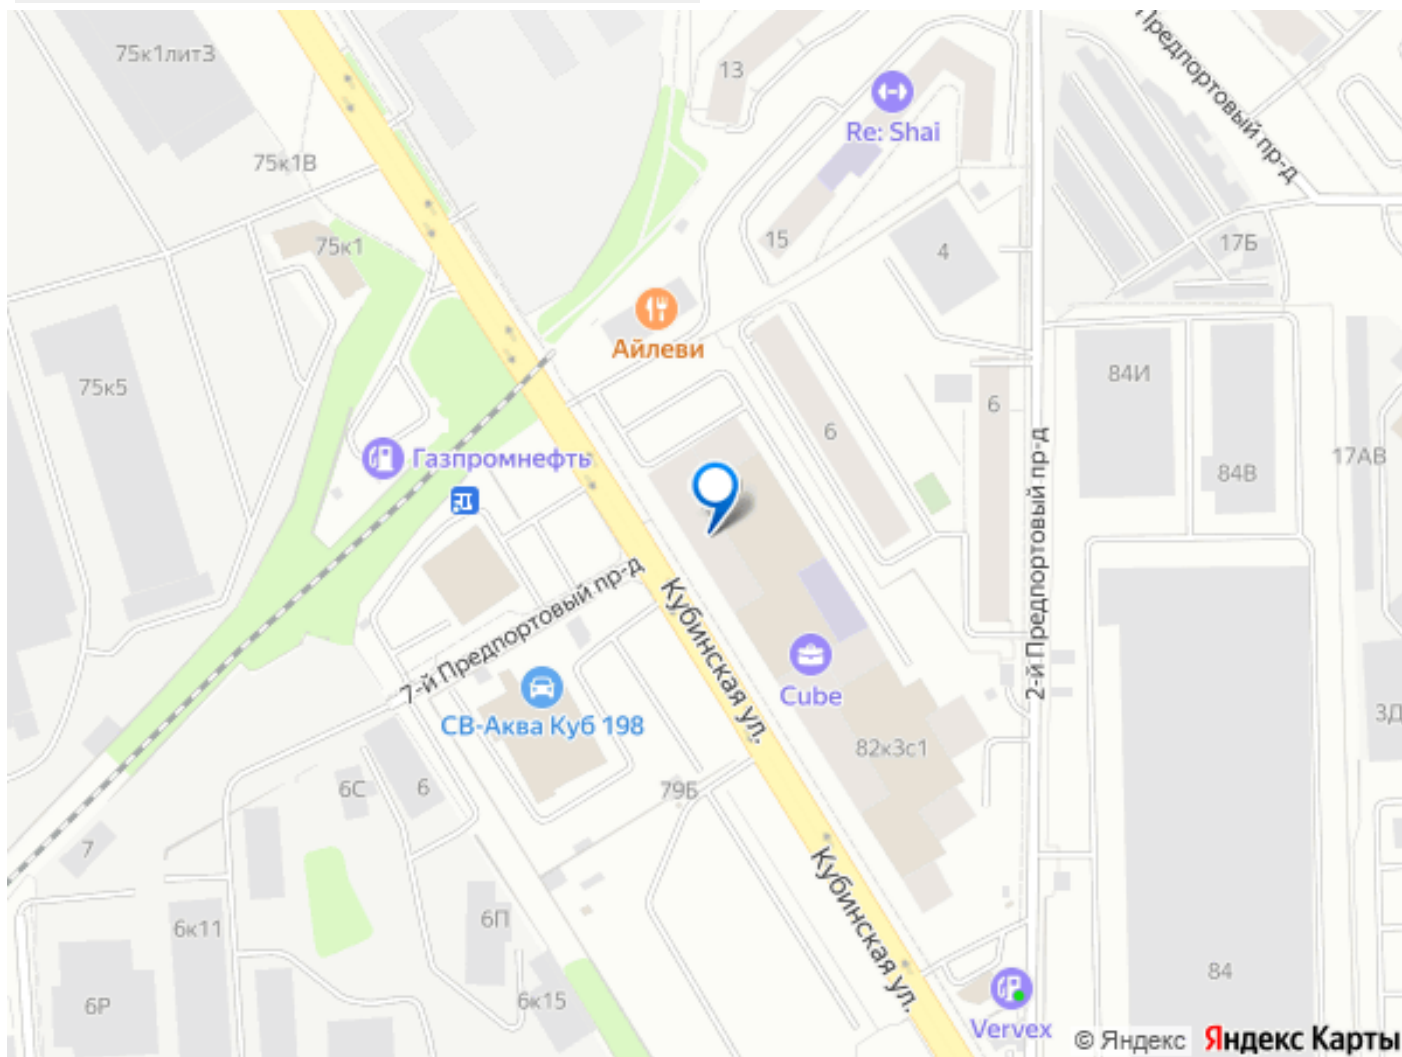 75к1лит3
13
Предпортовый пр-д
Re: Shai
75к1В
75к1
15
4
17Б
Айлеви
75к5
84И
6
6
Газпромнефть
84В
17АВ
2-й Предпортовый пр-д
7-й Предпортовый пр-д
Кубинская ул.
Cube
СВ-Аква Куб 198
3Д
82к3с1
6С
6
79Б
7
Кубинская ул.
6к11
6П
84
6Р
6к15
Vervex
© Яндекс
Яндекс Карты